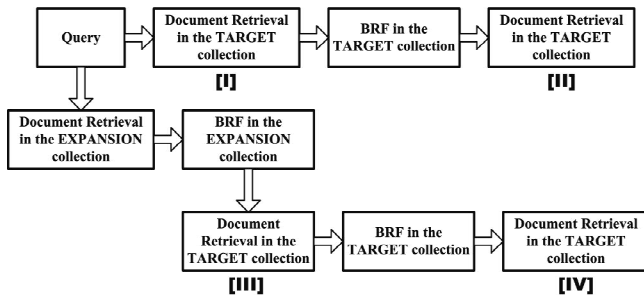 Query
Document Retrieval
in the TARGET
collection
BRF in the
TARGET collection
Document Retrieval
in the TARGET
collection
[I]
[II]
Document Retrieval
in the EXPANSION
collection
BRF in the
EXPANSION
collection
Document
Retrieval in the
TARGET collection
BRF in the
TARGET collection
Document Retrieval
in the TARGET
collection
[III]
[IV]